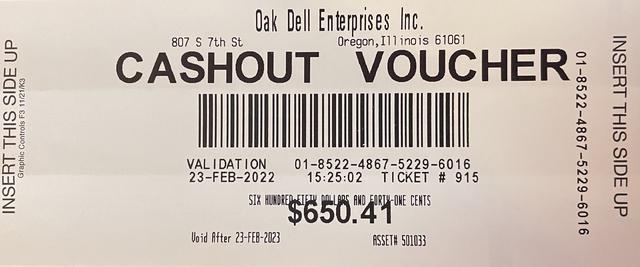 Oak Dell Enterprises Inc.
807 S 7th St Oregon,Illinois 61061
CASHOUT VOUCHER
VALIDATION 01-8522-4867-5229-6016
23-FEB-2022 15:25:02 TICKET # 915
SIX HUNDRED FIFTY DOLLARS AND FORTY-ONE CENTS
$650.41
Void After 23-FEB-2023 ASSET# 501033
INSERT THIS SIDE UP
Graphic Controls F3 11/21/K3
01-8522-4867-5229-6016
INSERT THIS SIDE UP